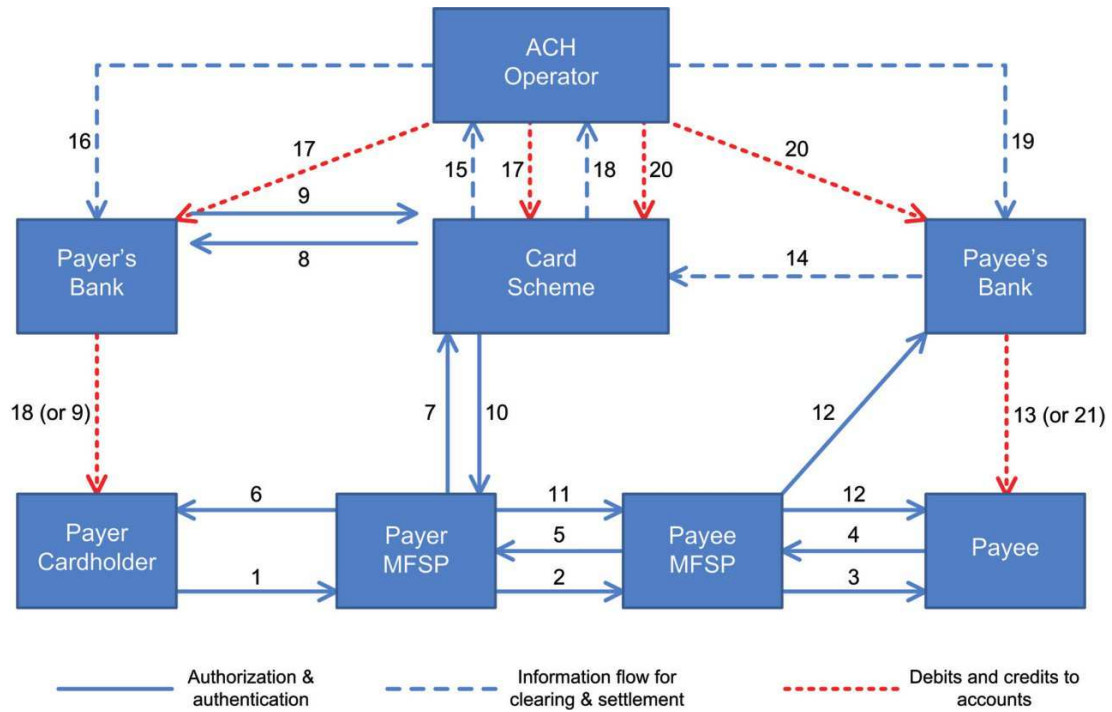 ACH
Operator
16
17
15
17
18
20
20
19
9
8
14
Payer's
Bank
Card
Scheme
Payee's
Bank
18 (or 9)
7
10
12
13 (or 21)
6
11
12
5
4
1
2
3
Payer
Cardholder
Payer
MFSP
Payee
MFSP
Payee
Authorization &
authentication
Information flow for
clearing & settlement
Debits and credits to
accounts